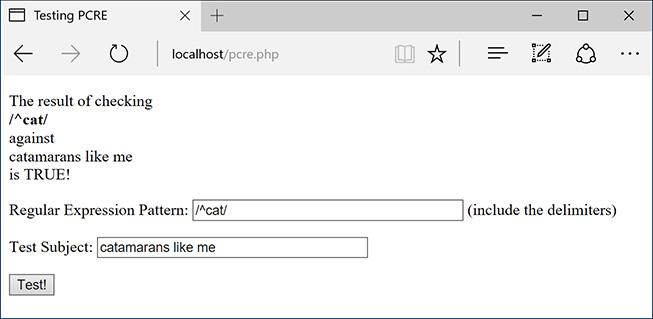 Testing PCRE
localhost/pcre.php
The result of checking
/^cat/
against
catamarans like me
is TRUE!
Regular Expression Pattern: /^cat/ (include the delimiters)
Test Subject: catamarans like me
Test!